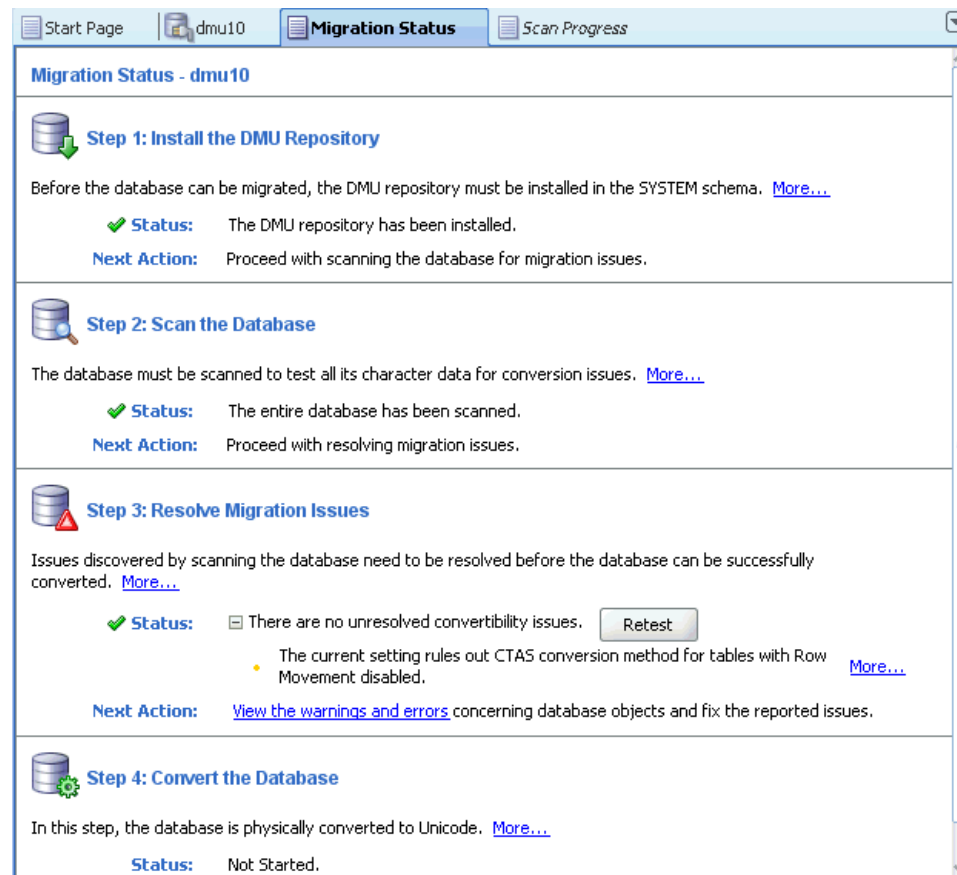 Start Page dmu10 Migration Status Scan Progress
Migration Status - dmu10
Step 1: Install the DMU Repository
Before the database can be migrated, the DMU repository must be installed in the SYSTEM schema. More...
Status: The DMU repository has been installed.
Next Action: Proceed with scanning the database for migration issues.
Step 2: Scan the Database
The database must be scanned to test all its character data for conversion issues. More...
Status: The entire database has been scanned.
Next Action: Proceed with resolving migration issues.
Step 3: Resolve Migration Issues
Issues discovered by scanning the database need to be resolved before the database can be successfully
converted. More...
Status: There are no unresolved convertibility issues. Retest
The current setting rules out CTAS conversion method for tables with Row
Movement disabled. More...
Next Action: View the warnings and errors concerning database objects and fix the reported issues.
Step 4: Convert the Database
In this step, the database is physically converted to Unicode. More...
Status: Not Started.